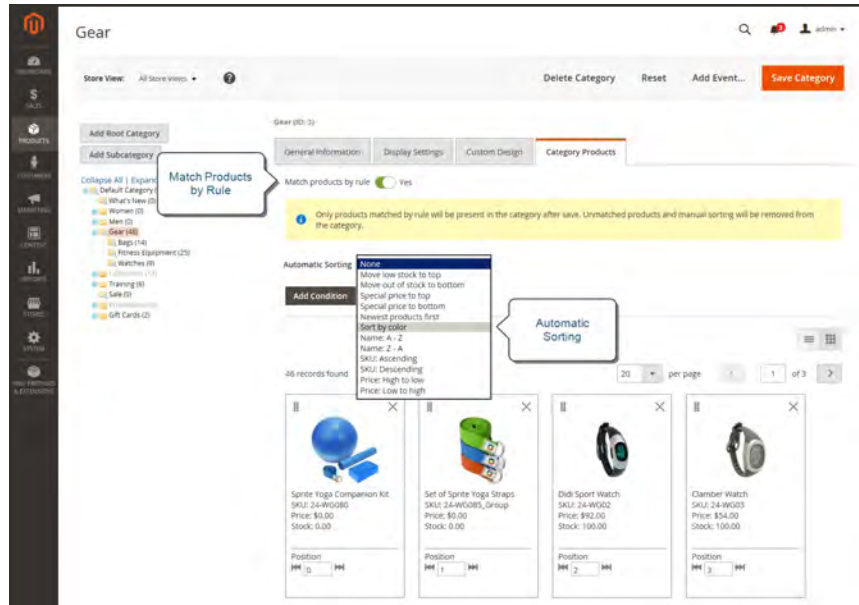 Gear
admin
Store View: All Store Views
?
Delete Category
Reset
Add Event...
Save Category
DASHBOARD
$
SALES
PRODUCTS
CUSTOMERS
MARKETING
CONTENT
REPORTS
STORES
SYSTEM
Add Root Category
Add Subcategory
Collapse All | Expand
Default Category
What's New (0)
Women (0)
Men (0)
Gear (46)
Bags (14)
Fitness Equipment (25)
Watches (9)
Training (6)
Sale (0)
Gift Cards (2)
Match Products
by Rule
Gear (ID: 3)
General Information
Display Settings
Custom Design
Category Products
Match products by rule
Yes
Only products matched by rule will be present in the category after save. Unmatched products and manual sorting will be removed from
the category.
Automatic Sorting
None
Move low stock to top
Move out of stock to bottom
Special price to top
Special price to bottom
Newest products first
Sort by color
Name: A - Z
Name: Z - A
SKU: Ascending
SKU: Descending
Price: High to low
Price: Low to high
Add Condition
Automatic
Sorting
46 records found
20
per page
1
of 3
Sprite Yoga Companion Kit
SKU: 24-WG080
Price: $0.00
Stock: 0.00
Position
0
Set of Sprite Yoga Straps
SKU: 24-WG085_Group
Price: $0.00
Stock: 0.00
Position
1
Didi Sport Watch
SKU: 24-WG02
Price: $92.00
Stock: 100.00
Position
2
Clamber Watch
SKU: 24-WG03
Price: $54.00
Stock: 100.00
Position
3